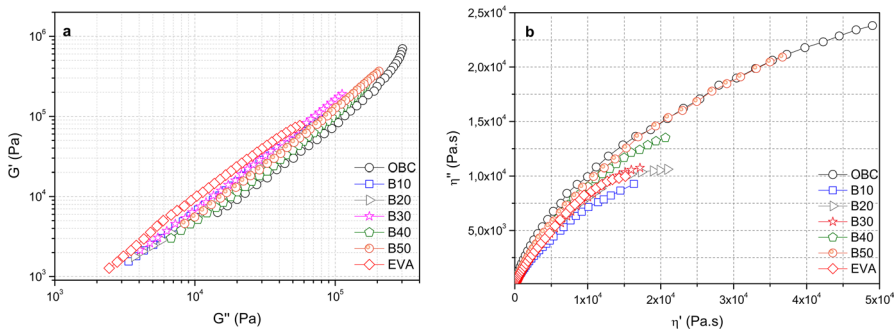 a
G' (Pa)
10⁶
10⁵
10⁴
10³
10³
10⁴
10⁵
G'' (Pa)
OBC
B10
B20
B30
B40
B50
EVA
b
η'' (Pa.s)
2,5x10⁴
2,0x10⁴
1,5x10⁴
1,0x10⁴
5,0x10³
0
1x10⁴
2x10⁴
3x10⁴
4x10⁴
5x10⁴
η' (Pa.s)
OBC
B10
B20
B30
B40
B50
EVA